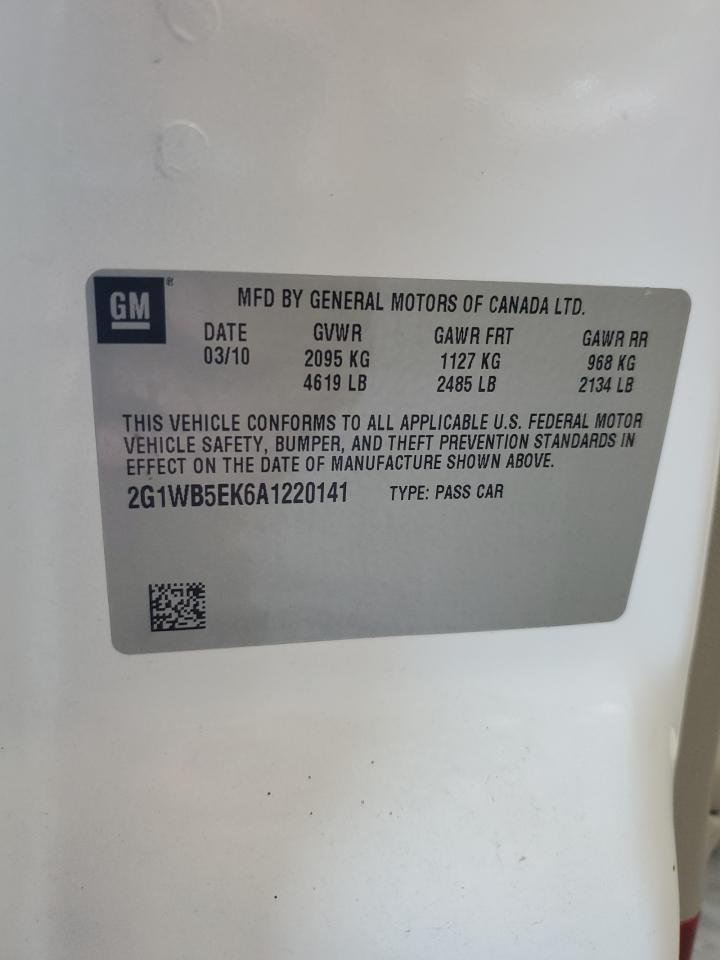 GM®
MFD BY GENERAL MOTORS OF CANADA LTD.
DATE GVWR GAWR FRT GAWR RR
03/10 2095 KG 1127 KG 968 KG
4619 LB 2485 LB 2134 LB
THIS VEHICLE CONFORMS TO ALL APPLICABLE U.S. FEDERAL MOTOR
VEHICLE SAFETY, BUMPER, AND THEFT PREVENTION STANDARDS IN
EFFECT ON THE DATE OF MANUFACTURE SHOWN ABOVE.
2G1WB5EK6A1220141 TYPE: PASS CAR